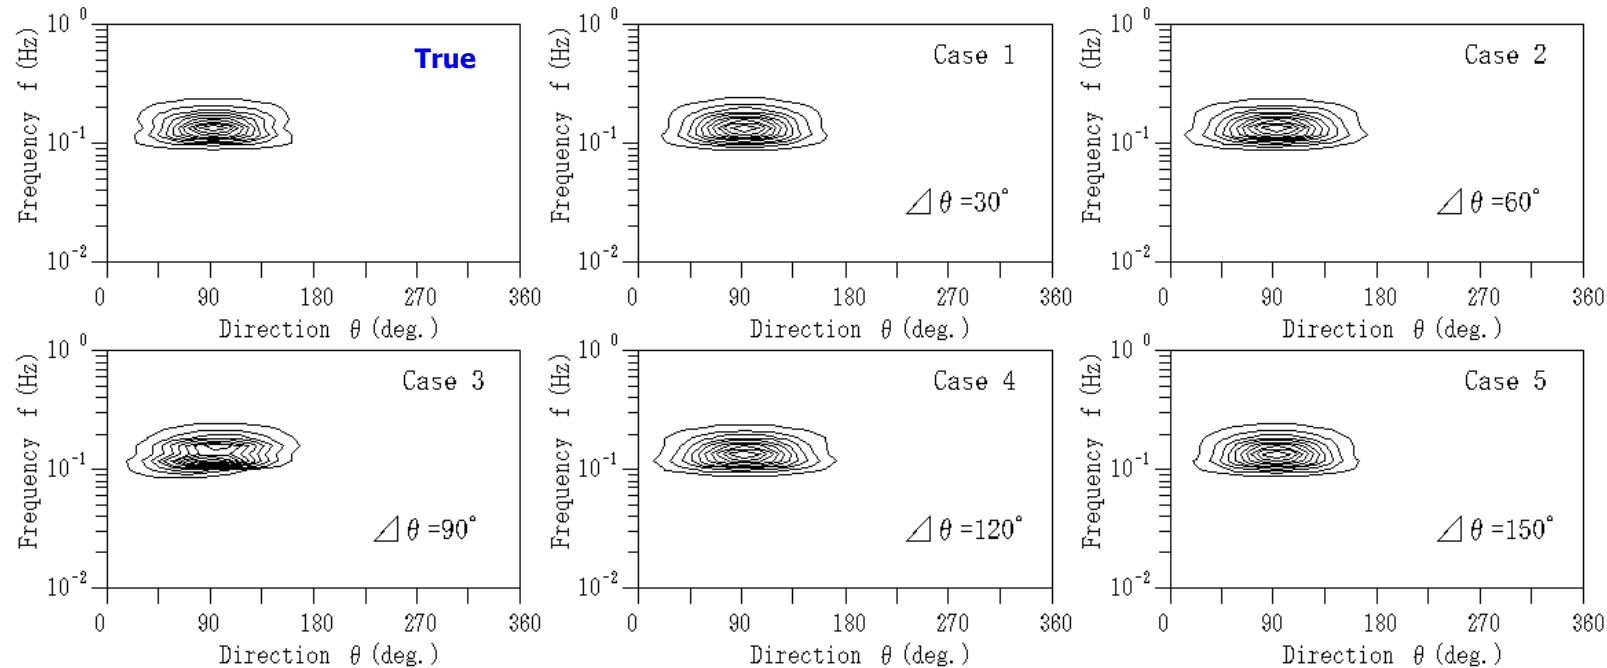 True
10^0
10^-1
10^-2
Frequency f (Hz)
0 90 180 270 360
Direction θ (deg.)
Case 1
⊿θ=30°
10^0
10^-1
10^-2
Frequency f (Hz)
0 90 180 270 360
Direction θ (deg.)
Case 2
⊿θ=60°
10^0
10^-1
10^-2
Frequency f (Hz)
0 90 180 270 360
Direction θ (deg.)
Case 3
⊿θ=90°
10^0
10^-1
10^-2
Frequency f (Hz)
0 90 180 270 360
Direction θ (deg.)
Case 4
⊿θ=120°
10^0
10^-1
10^-2
Frequency f (Hz)
0 90 180 270 360
Direction θ (deg.)
Case 5
⊿θ=150°
10^0
10^-1
10^-2
Frequency f (Hz)
0 90 180 270 360
Direction θ (deg.)